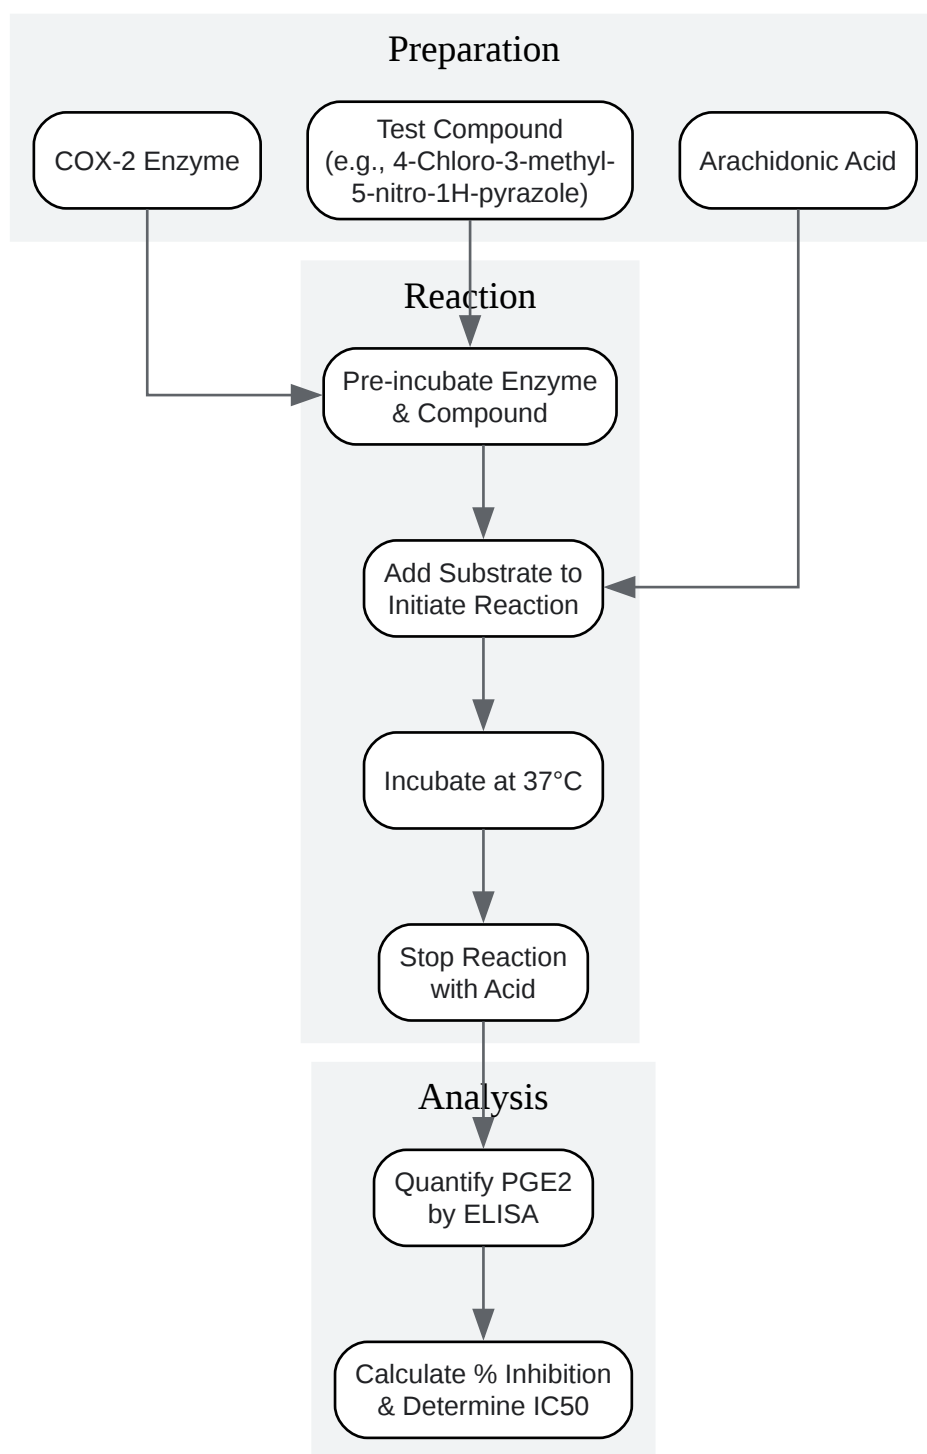 Preparation
COX-2 Enzyme
Test Compound
(e.g., 4-Chloro-3-methyl-
5-nitro-1H-pyrazole)
Arachidonic Acid
Reaction
Pre-incubate Enzyme
& Compound
Add Substrate to
Initiate Reaction
Incubate at 37°C
Stop Reaction
with Acid
Analysis
Quantify PGE2
by ELISA
Calculate % Inhibition
& Determine IC50